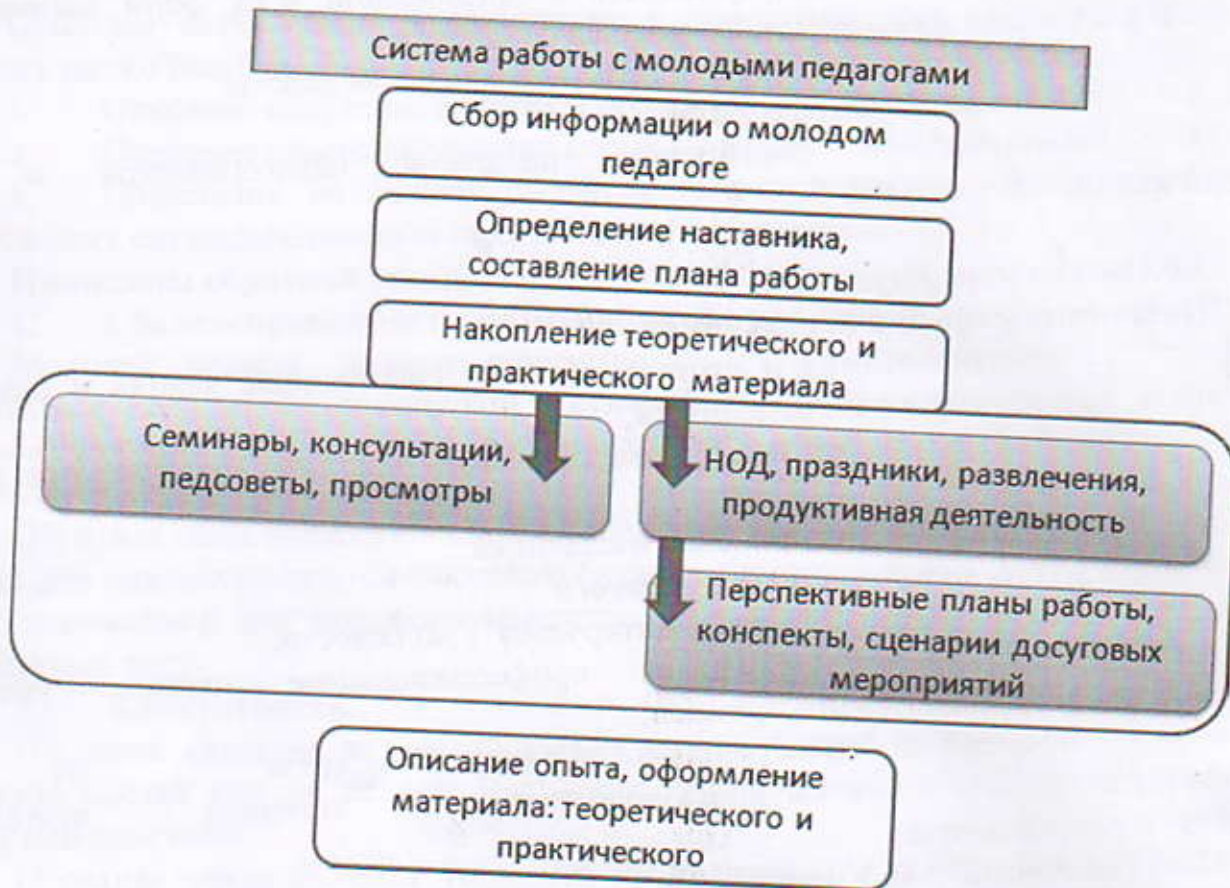 Система работы с молодыми педагогами
Сбор информации о молодом
педагоге
Определение наставника,
составление плана работы
Накопление теоретического и
практического материала
Семинары, консультации,
педсоветы, просмотры
НОД, праздники, развлечения,
продуктивная деятельность
Перспективные планы работы,
конспекты, сценарии досуговых
мероприятий
Описание опыта, оформление
материала: теоретического и
практического